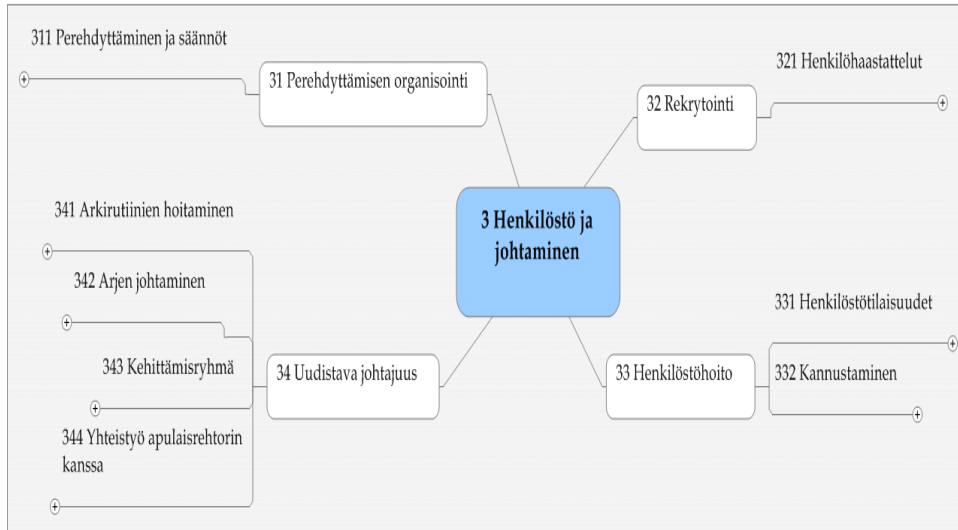 311 Perehdyttäminen ja säännöt
31 Perehdyttämisen organisointi
321 Henkilöhaastattelut
32 Rekrytointi
3 Henkilöstö ja
johtaminen
341 Arkirutiinien hoitaminen
342 Arjen johtaminen
343 Kehittämisryhmä
344 Yhteistyö apulaisrehtorin
kanssa
34 Uudistava johtajuus
331 Henkilöstötilaisuudet
33 Henkilöstöhoito
332 Kannustaminen